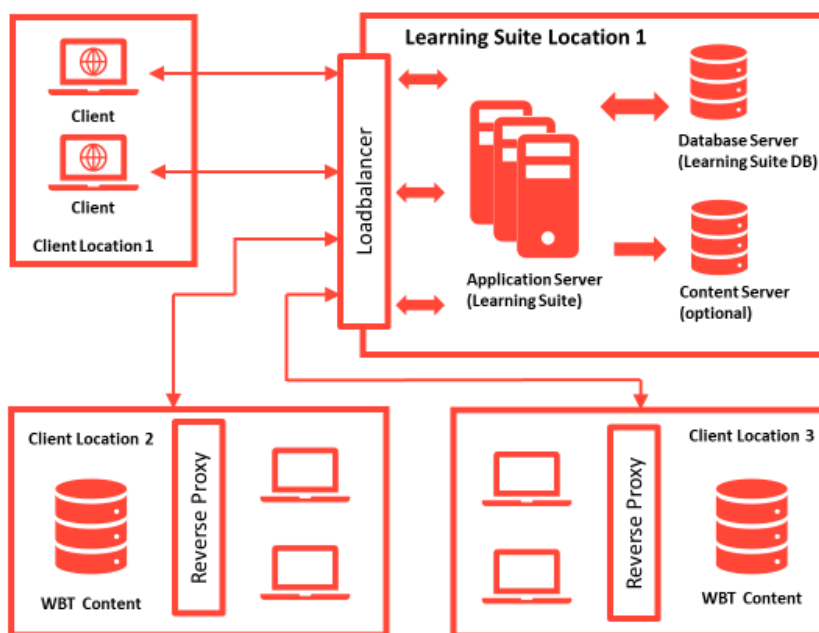 Learning Suite Location 1
Client
Client
Client Location 1
Loadbalancer
Application Server
(Learning Suite)
Database Server
(Learning Suite DB)
Content Server
(optional)
Client Location 2
WBT Content
Reverse Proxy
Reverse Proxy
Client Location 3
WBT Content